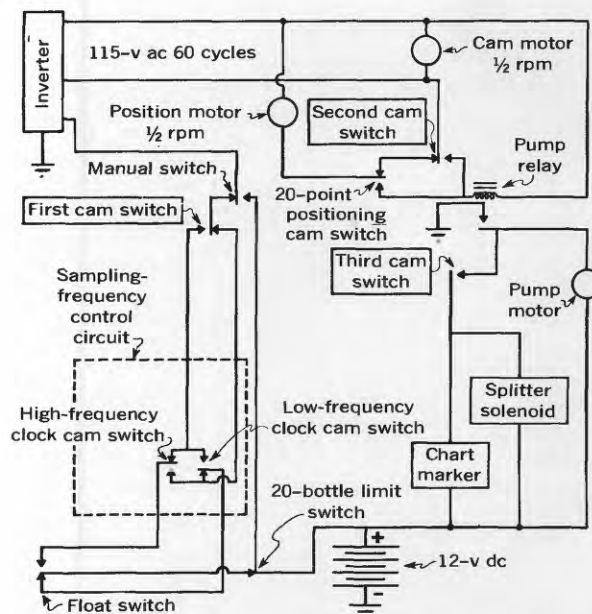 Inverter
115-v ac 60 cycles
Cam motor
½ rpm
Position motor
½ rpm
Second cam
switch
Manual switch
Pump
relay
First cam switch
20-point
positioning
cam switch
Third cam
switch
Sampling-
frequency
control
circuit
Pump
motor
Splitter
solenoid
High-frequency
clock cam switch
Low-frequency
clock cam switch
Chart
marker
20-bottle limit
switch
+
12-v dc
-
Float switch